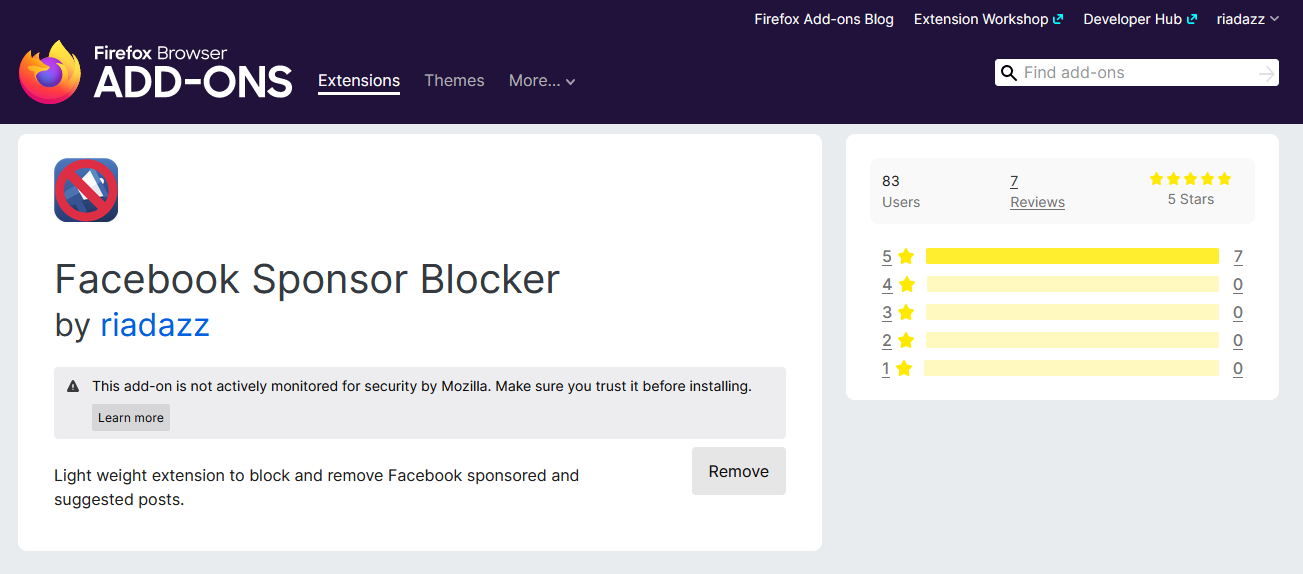 Firefox Add-ons Blog Extension Workshop Developer Hub riadazz
Firefox Browser
ADD-ONS
Extensions Themes More...
Find add-ons
Facebook Sponsor Blocker
by riadazz
This add-on is not actively monitored for security by Mozilla. Make sure you trust it before installing.
Learn more
Light weight extension to block and remove Facebook sponsored and
suggested posts.
Remove
83 7
Users Reviews 5 Stars
5 7
4 0
3 0
2 0
1 0